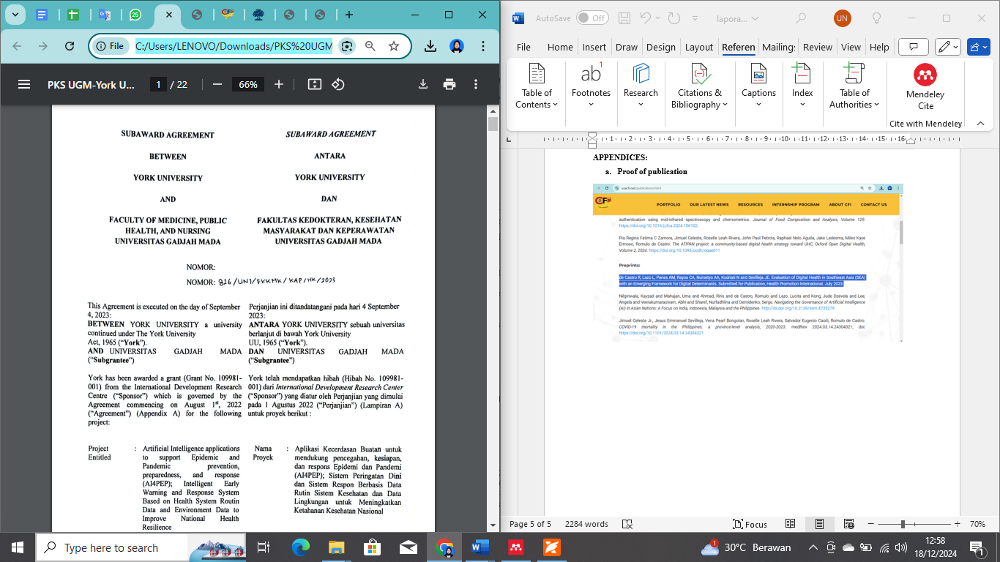 File
C:/Users/LENOVO/Downloads/PKS%20UGM
PKS UGM-York U...
1 / 22
66%
SUBAWARD AGREEMENT
BETWEEN
YORK UNIVERSITY
AND
FACULTY OF MEDICINE, PUBLIC
HEALTH, AND NURSING
UNIVERSITAS GADJAH MADA
SUBAWARD AGREEMENT
ANTARA
YORK UNIVERSITY
DAN
FAKULTAS KEDOKTERAN, KESEHATAN
MASYARAKAT DAN KEPERAWATAN
UNIVERSITAS GADJAH MADA
NOMOR:
NOMOR: 826/UN1/FKKMK/KAP/HK/2023
This Agreement is executed on the day of September
4, 2023:
BETWEEN YORK UNIVERSITY a university
continued under The York University
Act, 1965 (“York”).
AND UNIVERSITAS GADJAH MADA
(“Subgrantee”)
Perjanjian ini ditandatangani pada hari 4 September
2023:
ANTARA YORK UNIVERSITY sebuah universitas
berlanjut di bawah York University
UU, 1965 (“York”).
DAN UNIVERSITAS GADJAH MADA
(“Subgrantee”)
York has been awarded a grant (Grant No. 109981-
001) from the International Development Research
Centre (“Sponsor”) which is governed by the
Agreement commencing on August 1st, 2022
(“Agreement”) (Appendix A) for the following
project:
York telah mendapatkan hibah (Hibah No. 109981-
001) dari International Development Research Center
(“Sponsor”) yang diatur oleh Perjanjian yang dimulai
pada 1 Agustus 2022 (“Perjanjian”) (Lampiran A)
untuk proyek berikut :
Project
Entitled
: Artificial Intelligence applications
to support Epidemic and
Pandemic prevention,
preparedness, and response
(AI4PEP); Intelligent Early
Warning and Response System
Based on Health System Routin
Data and Environment Data to
Improve National Health
Resilience
Nama
Proyek
: Aplikasi Kecerdasan Buatan untuk
mendukung pencegahan, kesiapan,
dan respons Epidemi dan Pandemi
(AI4PEP); Sistem Peringatan Dini
dan Sistem Respon Berbasis Data
Rutin Sistem Kesehatan dan Data
Lingkungan untuk Meningkatkan
Ketahanan Kesehatan Nasional
AutoSave Off
lapora...
UN
File Home Insert Draw Design Layout Referen Mailing: Review View Help
Table of
Contents
Footnotes
Research
Citations &
Bibliography
Captions
Index
Table of
Authorities
Mendeley
Cite
Cite with Mendeley
1 2 3 4 5 6 7 8 9 10 11 12 13 14 15 16
APPENDICES:
a. Proof of publication
usacfi.net/publications.html
PORTFOLIO OUR LATEST NEWS RESOURCES INTERNSHIP PROGRAM ABOUT CFI CONTACT US
authentication using mid-infrared spectroscopy and chemometrics. Journal of Food Composition and Analysis, Volume 129.
https://doi.org/10.1016/j.jfca.2024.106102.
Pia Regina Fatima C Zamora, Jimuel Celeste, Roselle Leah Rivera, John Paul Petrola, Raphael Nelo Aguila, Jake Ledesma, Miles Kaye
Ermoso, Romulo de Castro. The ATIPAN project: a community-based digital health strategy toward UHC, Oxford Open Digital Health,
Volume 2, 2024. https://doi.org/10.1093/oodh/oqae011
Preprints:
de Castro R, Lazo L, Panes AM, Rayos CA, Nursetyo AA, Kodriati N and Sevilleja JE. Evaluation of Digital Health in Southeast Asia (SEA)
with an Emerging Framework for Digital Determinants. Submitted for Publication, Health Promotion International. July 2023.
Nilgiriwala, Kayzad and Mahajan, Uma and Ahmad, Riris and de Castro, Romulo and Lazo, Lucita and Kong, Jude Dzevela and Lee,
Angela and Veerakumarasivam, Abhi and Sharef, Nurfadhlina and Demidenko, Serge. Navigating the Governance of Artificial Intelligence
(AI) in Asian Nations: A Focus on India, Indonesia, Malaysia and the Philippines. http://dx.doi.org/10.2139/ssrn.4735279
Jimuel Celeste Jr., Jesus Emmanuel Sevilleja, Vena Pearl Bongolan, Roselle Leah Rivera, Salvador Eugenio Caoili, Romulo de Castro.
COVID-19 mortality in the Philippines: a province-level analysis, 2020-2023. medRxiv 2024.03.14.24304321; doi:
https://doi.org/10.1101/2024.03.14.24304321
Page 5 of 5 2284 words
Focus
70%
Type here to search
30°C Berawan
12:58
18/12/2024